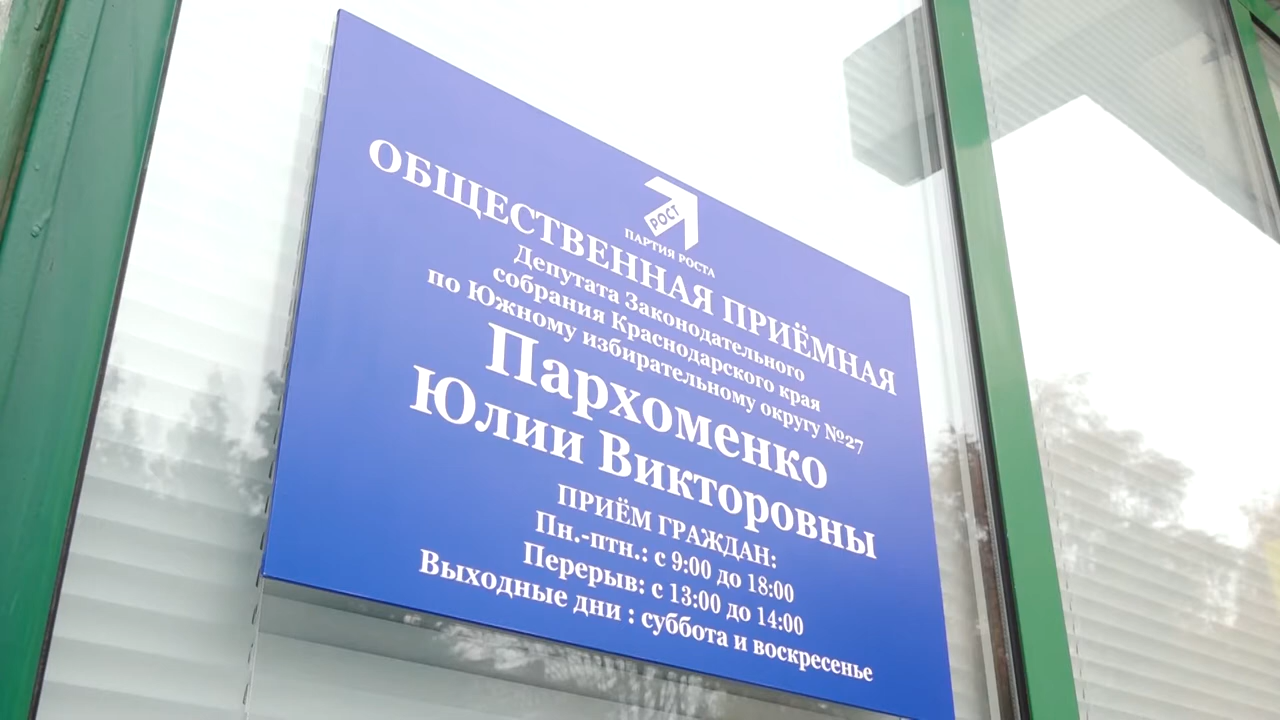 РОСТ
ПАРТИЯ РОСТА
ОБЩЕСТВЕННАЯ ПРИЁМНАЯ
Депутата Законодательного
собрания Краснодарского края
по Южному избирательному округу №27
Пархоменко
Юлии Викторовны
ПРИЁМ ГРАЖДАН:
Пн.-птн.: с 9:00 до 18:00
Перерыв: с 13:00 до 14:00
Выходные дни : суббота и воскресенье